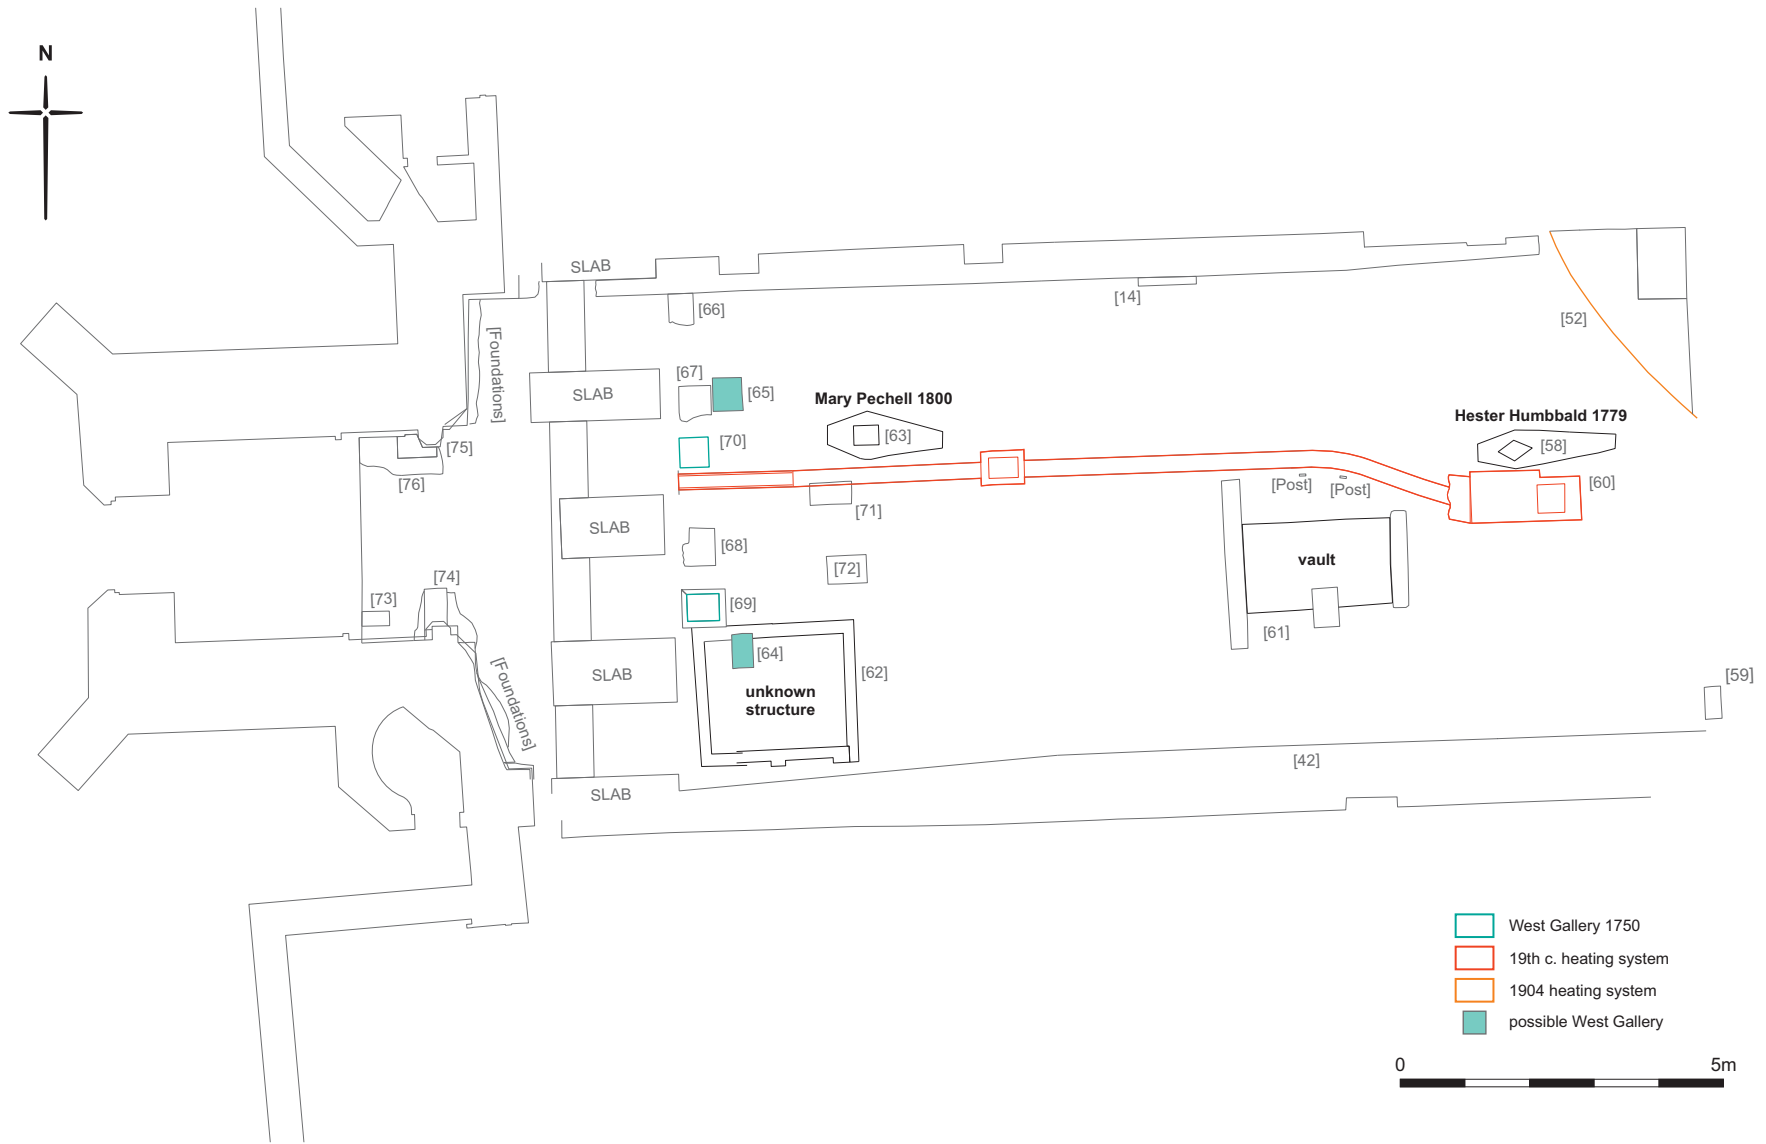 N
SLAB
[66]
[14]
[52]
[Foundations]
SLAB
[67]
[65]
Mary Pechell 1800
[63]
Hester Humbbald 1779
[58]
[75]
[76]
[70]
[71]
[Post]
[Post]
[60]
SLAB
[68]
[72]
vault
[74]
[73]
[69]
[61]
[64]
[62]
unknown
structure
[Foundations]
SLAB
[59]
[42]
SLAB
West Gallery 1750
19th c. heating system
1904 heating system
possible West Gallery
0
5m